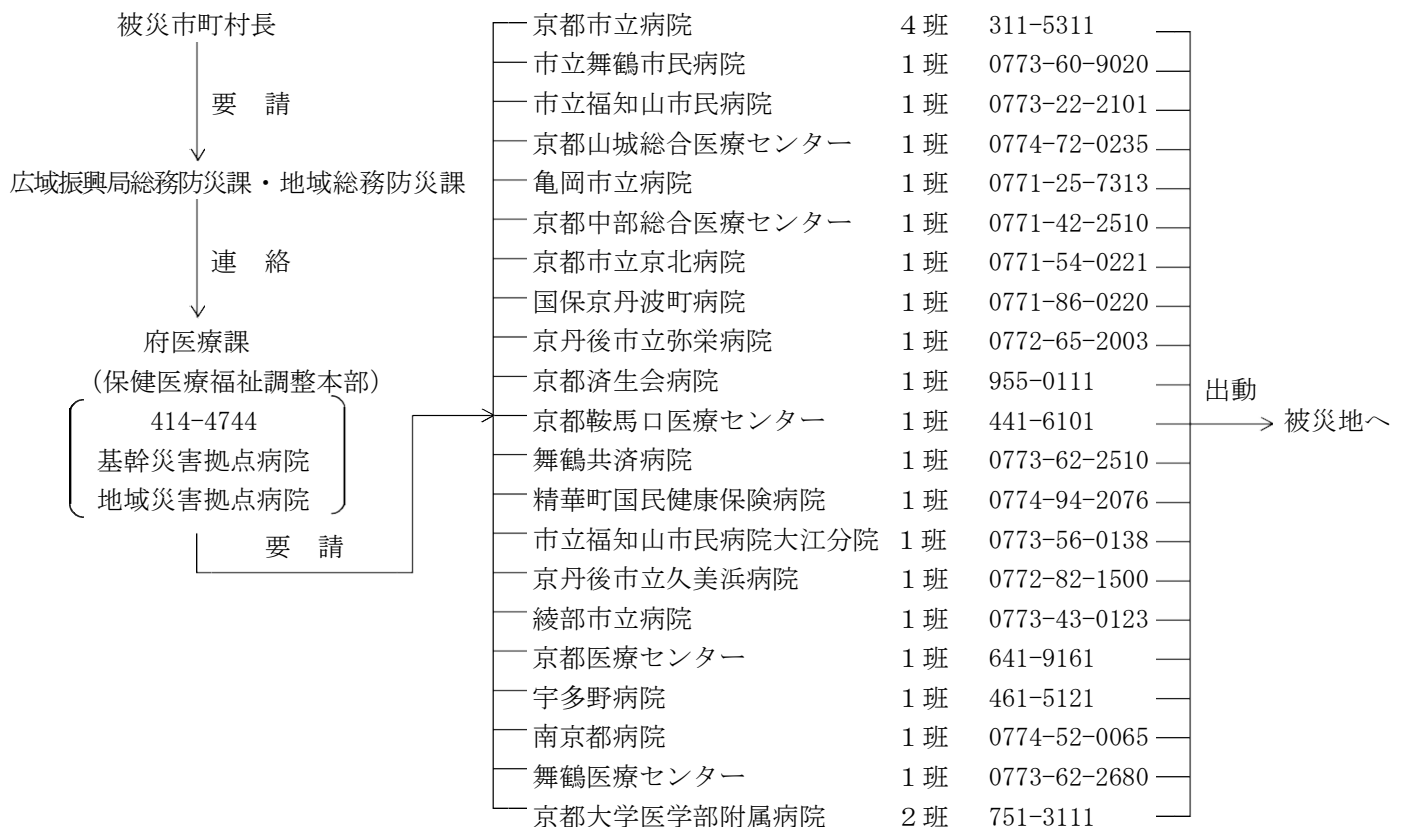 被災市町村長
要　請
広域振興局総務防災課・地域総務防災課
連　絡
府医療課
（保健医療福祉調整本部）
414-4744
基幹災害拠点病院
地域災害拠点病院
要　請
京都市立病院　４班　311-5311
市立舞鶴市民病院　１班　0773-60-9020
市立福知山市民病院　１班　0773-22-2101
京都山城総合医療センター　１班　0774-72-0235
亀岡市立病院　１班　0771-25-7313
京都中部総合医療センター　１班　0771-42-2510
京都市立京北病院　１班　0771-54-0221
国保京丹波町病院　１班　0771-86-0220
京丹後市立弥栄病院　１班　0772-65-2003
京都済生会病院　１班　955-0111
京都鞍馬口医療センター　１班　441-6101
舞鶴共済病院　１班　0773-62-2510
精華町国民健康保険病院　１班　0774-94-2076
市立福知山市民病院大江分院　１班　0773-56-0138
京丹後市立久美浜病院　１班　0772-82-1500
綾部市立病院　１班　0773-43-0123
京都医療センター　１班　641-9161
宇多野病院　１班　461-5121
南京都病院　１班　0774-52-0065
舞鶴医療センター　１班　0773-62-2680
京都大学医学部附属病院　２班　751-3111
出動
被災地へ